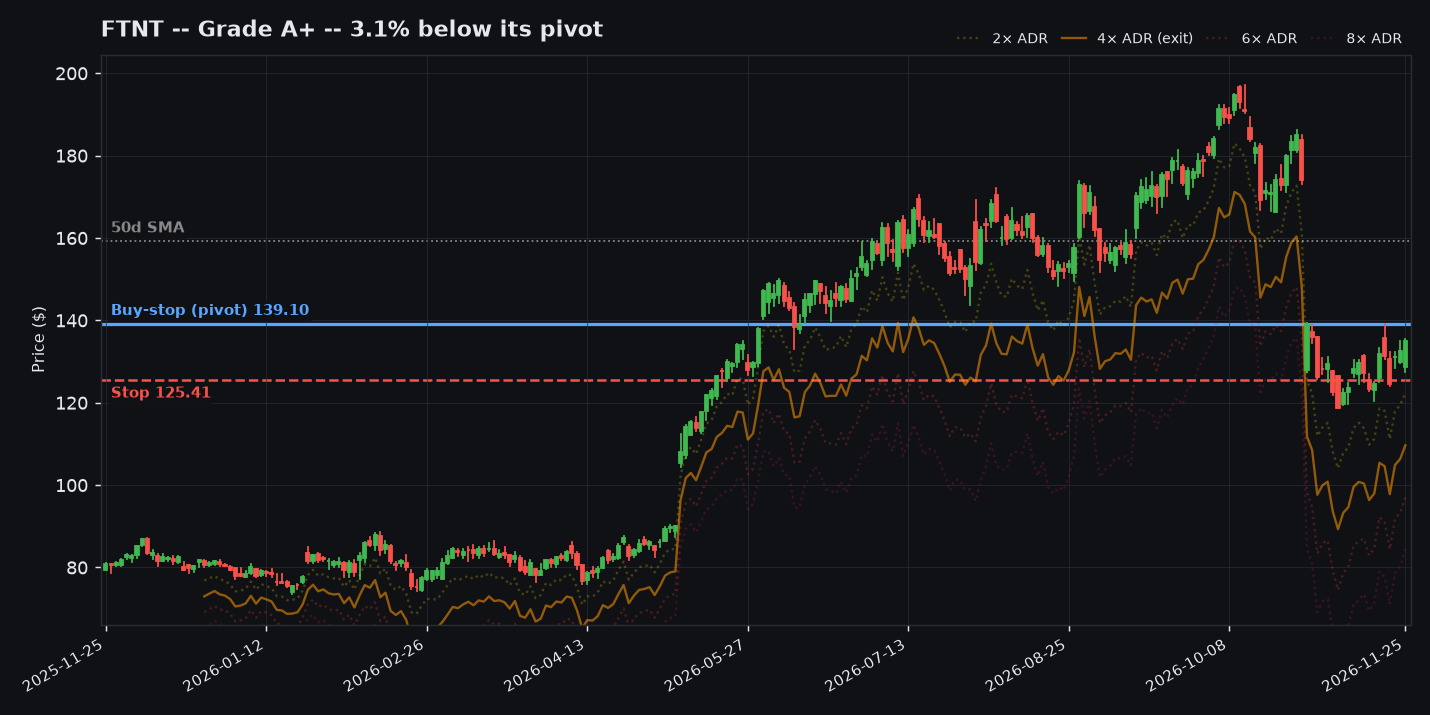 FTNT -- Grade A+ -- 3.1% below its pivot
2× ADR
4× ADR (exit)
6× ADR
8× ADR
Price ($)
200
180
160
140
120
100
80
50d SMA
Buy-stop (pivot) 139.10
Stop 125.41
2025-11-25
2026-01-12
2026-02-26
2026-04-13
2026-05-27
2026-07-13
2026-08-25
2026-10-08
2026-11-25